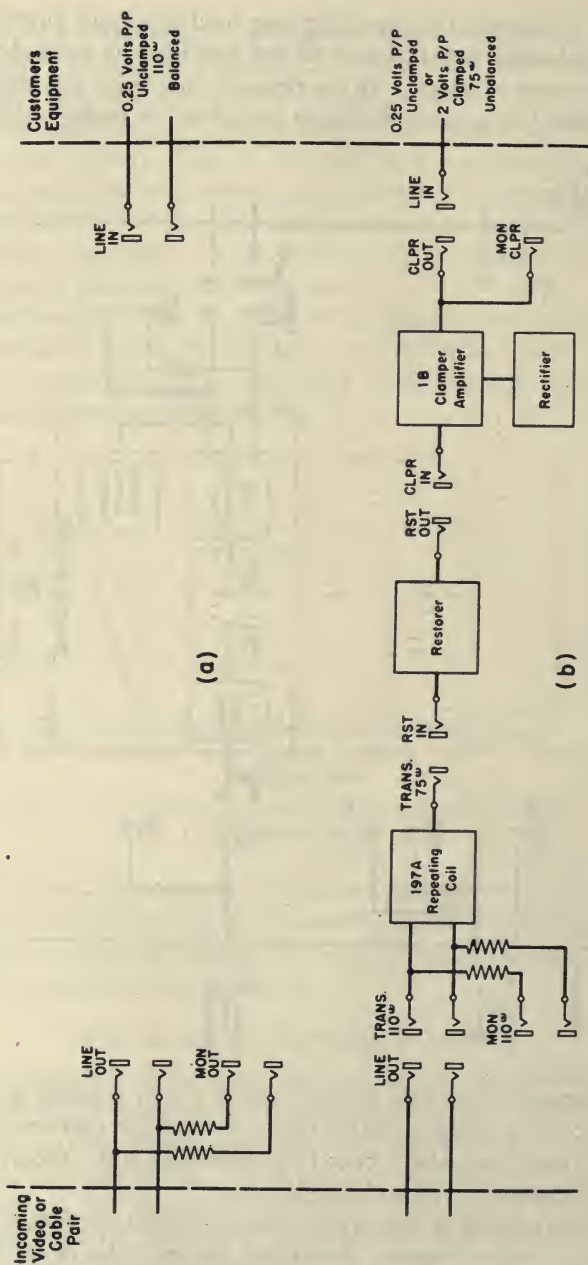 Incoming
Video or
Cable
Pair
Customers
Equipment
LINE
OUT
MON
OUT
LINE
IN
0.25 Volts P/P
Unclamped
110 ω
Balanced
(a)
LINE
OUT
TRANS.
110 ω
MON
110 ω
197A
Repeating
Coil
TRANS.
75 ω
RST
IN
Restorer
RST
OUT
CLPR
IN
1B
Clamper
Amplifier
Rectifier
CLPR
OUT
MON
CLPR
LINE
IN
0.25 Volts P/P
Unclamped
or
2 Volts P/P
Clamped
75 ω
Unbalanced
(b)